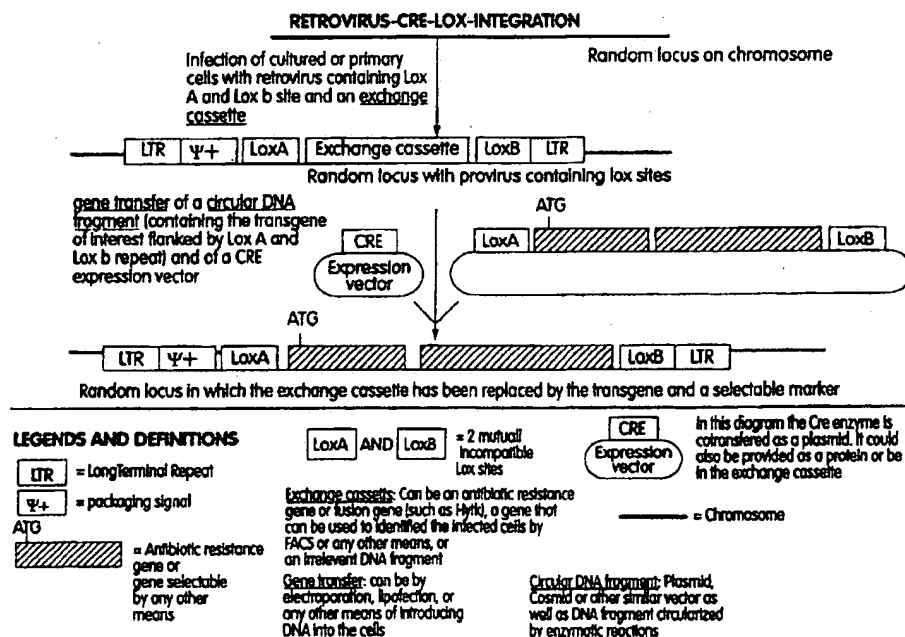 RETROVIRUS-CRE-LOX-INTEGRATION
Infection of cultured or primary
cells with retrovirus containing Lox
A and Lox b site and an exchange
cassette
Random locus on chromosome
LTR Ψ+ LoxA Exchange cassette LoxB LTR
Random locus with provirus containing lox sites
gene transfer of a circular DNA
fragment (containing the transgene
of interest flanked by Lox A and
Lox b repeat) and of a CRE
expression vector
CRE
Expression
vector
ATG
LoxA LoxB
ATG
LTR Ψ+ LoxA LoxB LTR
Random locus in which the exchange cassette has been replaced by the transgene and a selectable marker
LEGENDS AND DEFINITIONS
LTR = LongTerminal Repeat
Ψ+ = packaging signal
ATG
= Antibiotic resistance
gene or
gene selectable
by any other
means
LoxA AND LoxB = 2 mutuali
incompatible
Lox sites
Exchange cassetts: Can be an antibiotic resistance
gene or fusion gene (such as Hytk), a gene that
can be used to identified the infected cells by
FACS or any other means, or
an irrelevent DNA fragment
Gene transfer: can be by
electroporation, lipofection, or
any other means of introducing
DNA into the cells
CRE
Expression
vector
in this diagram the Cre enzyme is
cotransfered as a plasmid. It could
also be provided as a protein or be
in the exchange cassette
= Chromosome
Circular DNA fragment: Plasmid,
Cosmid or other similar vector as
well as DNA fragment circularized
by enzymatic reactions